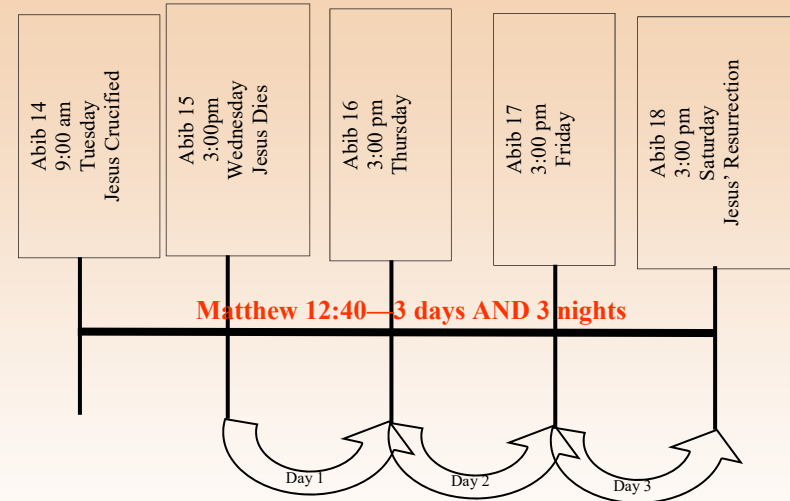 Abib 14
9:00 am
Tuesday
Jesus Crucified
Abib 15
3:00pm
Wednesday
Jesus Dies
Abib 16
3:00 pm
Thursday
Abib 17
3:00 pm
Friday
Abib 18
3:00 pm
Saturday
Jesus’ Resurrection
Matthew 12:40—3 days AND 3 nights
Day 1
Day 2
Day 3